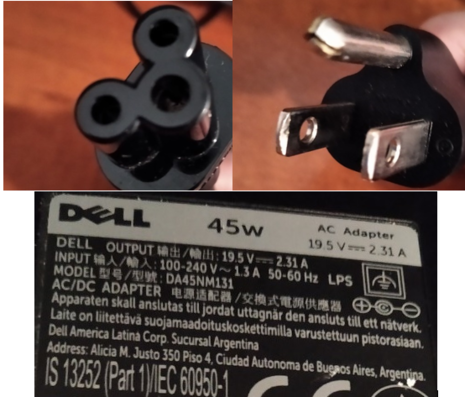 DELL 45W AC Adapter
19.5 V⎓2.31 A
DELL OUTPUT 输出/輸出: 19.5 V⎓2.31 A
INPUT 输入/輸入: 100-240 V~ 1.3 A 50-60 Hz LPS
MODEL 型号/型號: DA45NM131
AC/DC ADAPTER 电源适配器/交換式電源供應器
Apparaten skall anslutas till jordat uttag när den ansluts till ett nätverk.
Laite on liitettävä suojamaadoituskoskettimilla varustettuun pistorasiaan.
Dell America Latina Corp. Sucursal Argentina
Address: Alicia M. Justo 350 Piso 4, Ciudad Autonoma de Buenos Aires, Argentina.
IS 13252 (Part 1)/IEC 60950-1